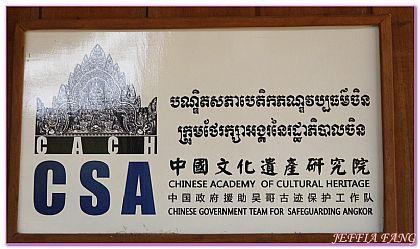 បណ្ឌិតសភាបេតិកភណ្ឌវប្បធម៌ចិន
ក្រុមថែរក្សាអង្គរនៃរដ្ឋាភិបាលចិន
CACH
CSA
中國文化遺產研究院
CHINESE ACADEMY OF CULTURAL HERITAGE
中国政府援助吴哥古迹保护工作队
CHINESE GOVERNMENT TEAM FOR SAFEGUARDING ANGKOR
JEFFIA FANG